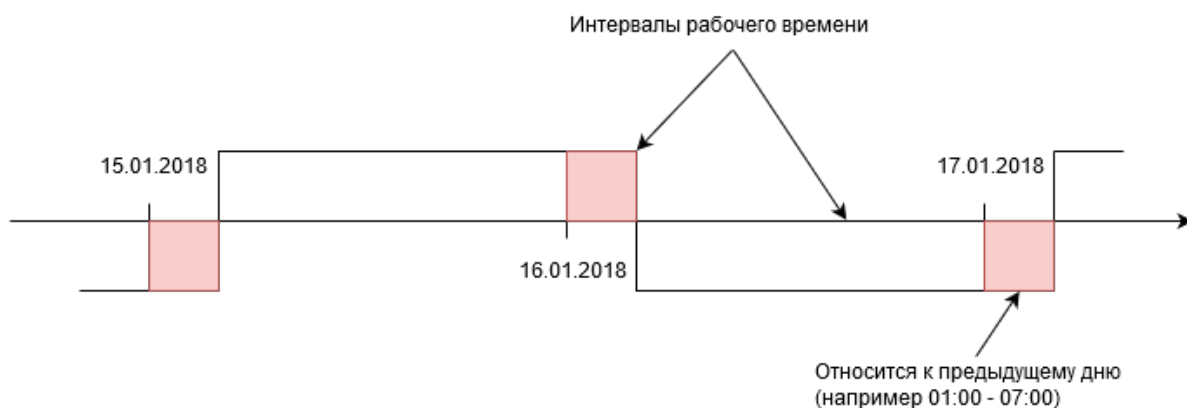 Интервалы рабочего времени
15.01.2018
17.01.2018
16.01.2018
Относится к предыдущему дню
(например 01:00 - 07:00)